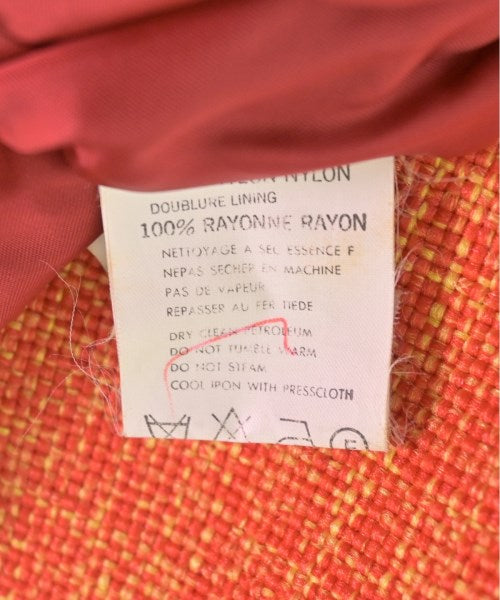 NYLON
DOUBLURE LINING
100% RAYONNE RAYON
NETTOYAGE A SEC ESSENCE F
NEPAS SECHER EN MACHINE
PAS DE VAPEUR
REPASSER AU FER TIEDE
DRY CLEAN PETROLEUM
DO NOT TUMBLE WARM
DO NOT STEAM
COOL IRON WITH PRESSCLOTH
F